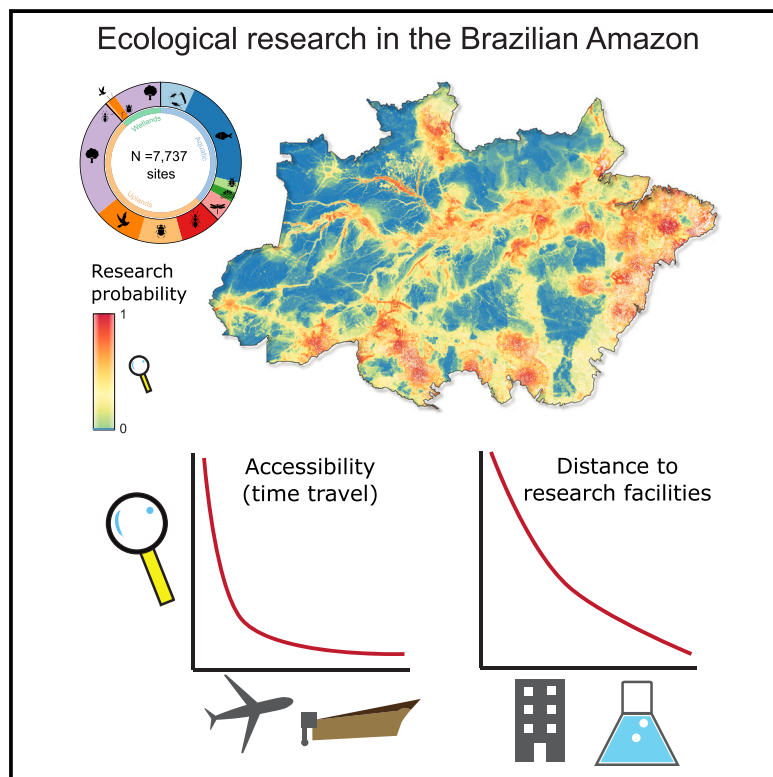 Ecological research in the Brazilian Amazon
Wetlands
Aquatic
N =7,737
sites
Uplands
Research
probability
1
0
Accessibility
(time travel)
Distance to
research facilities